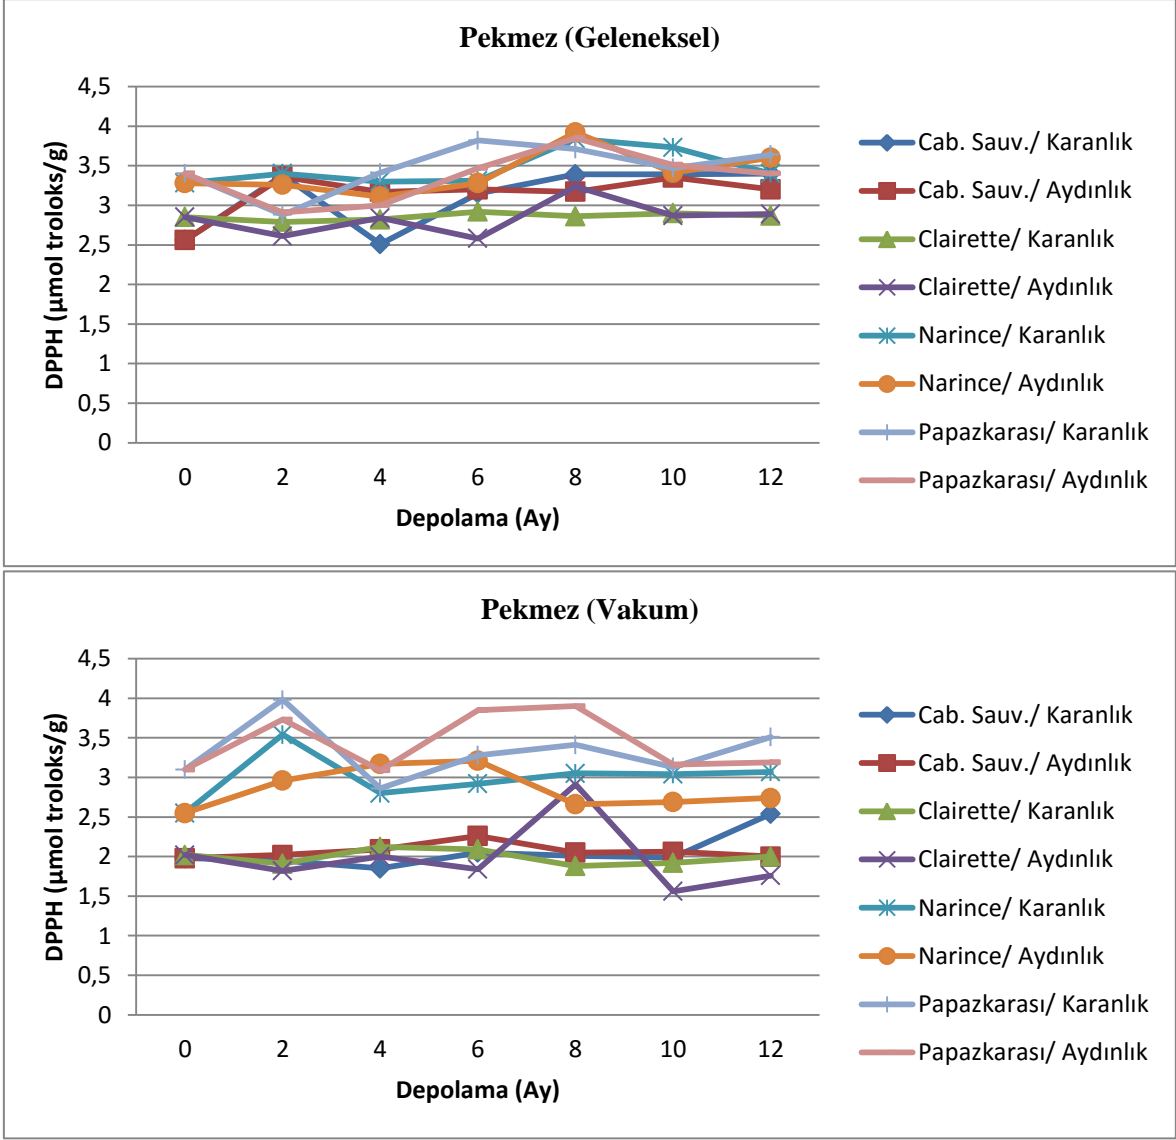 Pekmez (Geleneksel)
DPPH (µmol troloks/g)
4,5
4
3,5
3
2,5
2
1,5
1
0,5
0
0 2 4 6 8 10 12
Depolama (Ay)
Cab. Sauv./ Karanlık
Cab. Sauv./ Aydınlık
Clairette/ Karanlık
Clairette/ Aydınlık
Narince/ Karanlık
Narince/ Aydınlık
Papazkarası/ Karanlık
Papazkarası/ Aydınlık
Pekmez (Vakum)
DPPH (µmol troloks/g)
4,5
4
3,5
3
2,5
2
1,5
1
0,5
0
0 2 4 6 8 10 12
Depolama (Ay)
Cab. Sauv./ Karanlık
Cab. Sauv./ Aydınlık
Clairette/ Karanlık
Clairette/ Aydınlık
Narince/ Karanlık
Narince/ Aydınlık
Papazkarası/ Karanlık
Papazkarası/ Aydınlık